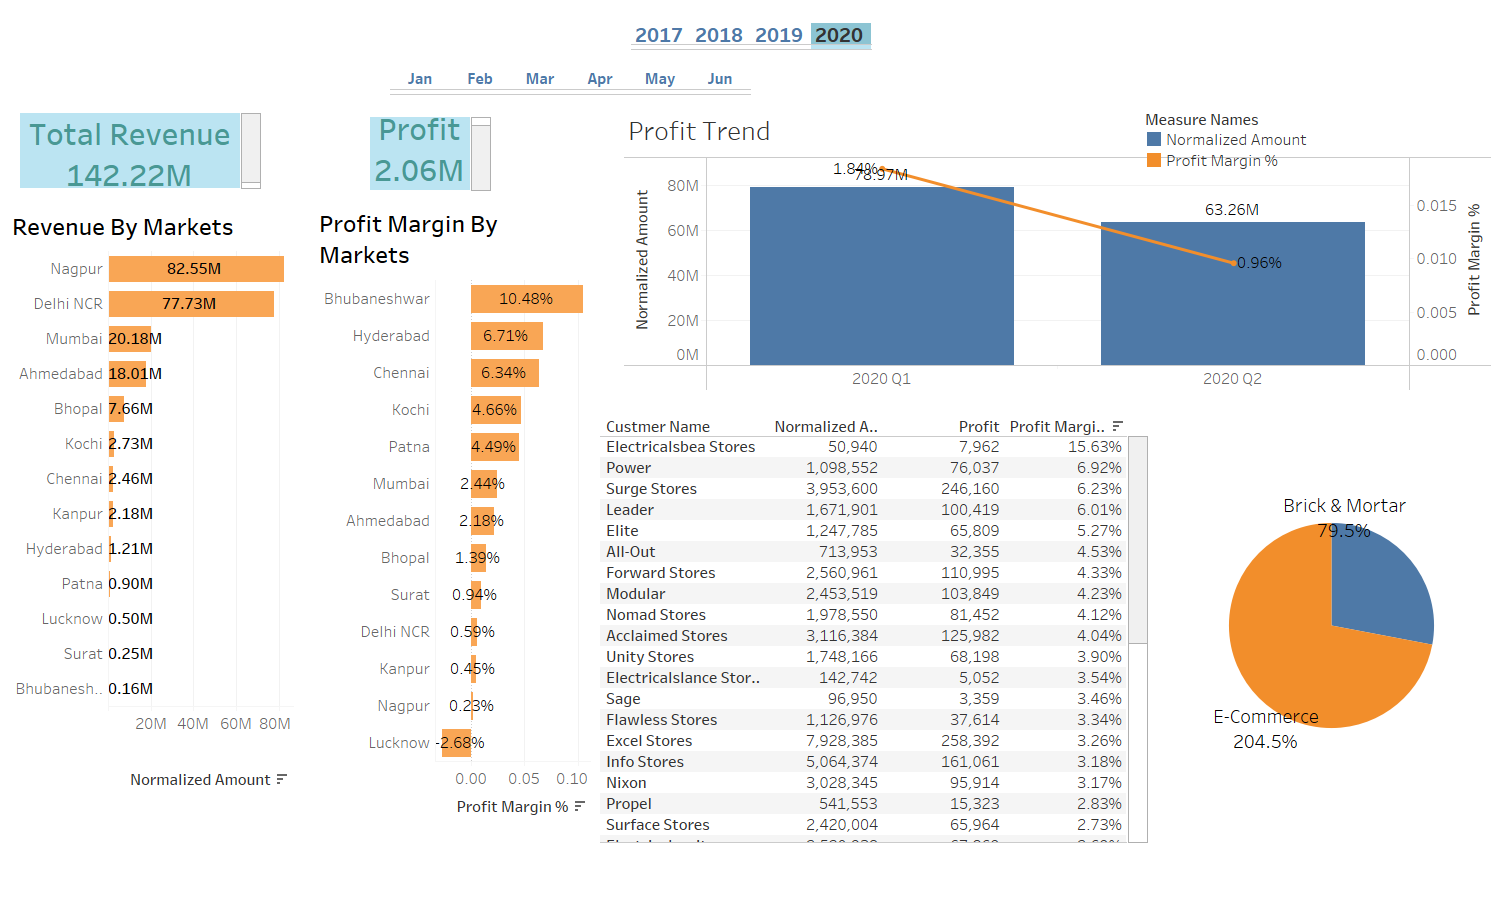 2017 2018 2019 2020
Jan Feb Mar Apr May Jun
Total Revenue
142.22M
Profit
2.06M
Revenue By Markets
Nagpur 82.55M
Delhi NCR 77.73M
Mumbai 20.18M
Ahmedabad 18.01M
Bhopal 7.66M
Kochi 2.73M
Chennai 2.46M
Kanpur 2.18M
Hyderabad 1.21M
Patna 0.90M
Lucknow 0.50M
Surat 0.25M
Bhubanesh.. 0.16M
20M 40M 60M 80M
Normalized Amount
Profit Margin By
Markets
Bhubaneshwar 10.48%
Hyderabad 6.71%
Chennai 6.34%
Kochi 4.66%
Patna 4.49%
Mumbai 2.44%
Ahmedabad 2.18%
Bhopal 1.39%
Surat 0.94%
Delhi NCR 0.59%
Kanpur 0.45%
Nagpur 0.23%
Lucknow -2.68%
0.00 0.05 0.10
Profit Margin %
Profit Trend
Measure Names
Normalized Amount
Profit Margin %
Normalized Amount
80M
60M
40M
20M
0M
1.84%
78.97M
63.26M
0.96%
0.015
0.010
0.005
0.000
Profit Margin %
2020 Q1 2020 Q2
Custmer Name Normalized A.. Profit Profit Margi..
Electricalsbea Stores 50,940 7,962 15.63%
Power 1,098,552 76,037 6.92%
Surge Stores 3,953,600 246,160 6.23%
Leader 1,671,901 100,419 6.01%
Elite 1,247,785 65,809 5.27%
All-Out 713,953 32,355 4.53%
Forward Stores 2,560,961 110,995 4.33%
Modular 2,453,519 103,849 4.23%
Nomad Stores 1,978,550 81,452 4.12%
Acclaimed Stores 3,116,384 125,982 4.04%
Unity Stores 1,748,166 68,198 3.90%
Electricalslance Stor.. 142,742 5,052 3.54%
Sage 96,950 3,359 3.46%
Flawless Stores 1,126,976 37,614 3.34%
Excel Stores 7,928,385 258,392 3.26%
Info Stores 5,064,374 161,061 3.18%
Nixon 3,028,345 95,914 3.17%
Propel 541,553 15,323 2.83%
Surface Stores 2,420,004 65,964 2.73%
Brick & Mortar
79.5%
E-Commerce
204.5%